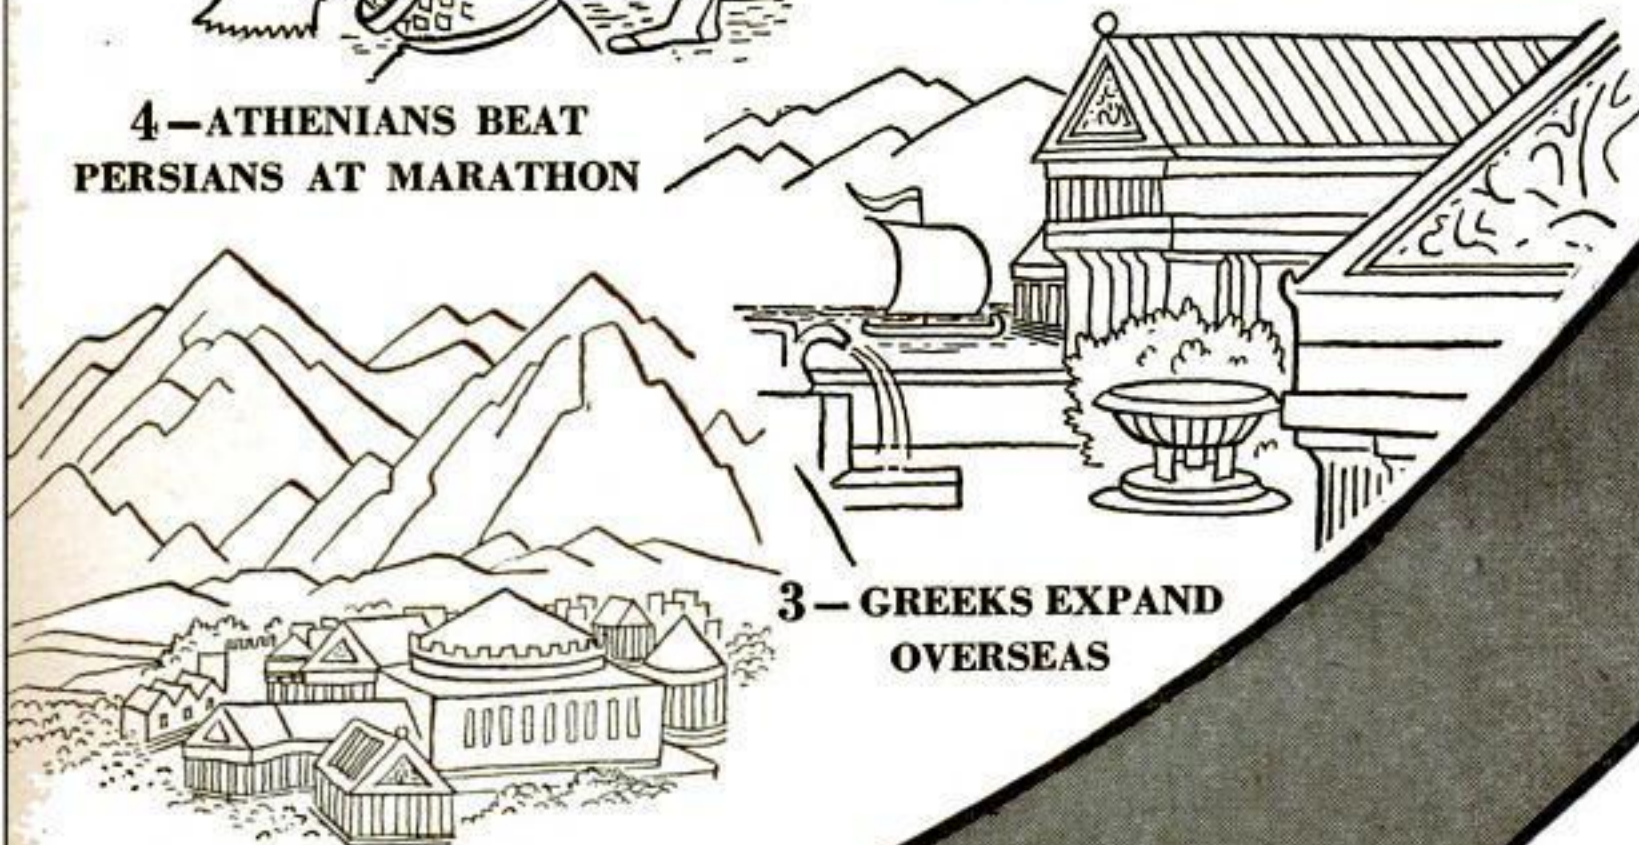 4—ATHENIANS BEAT
PERSIANS AT MARATHON
3—GREEKS EXPAND
OVERSEAS